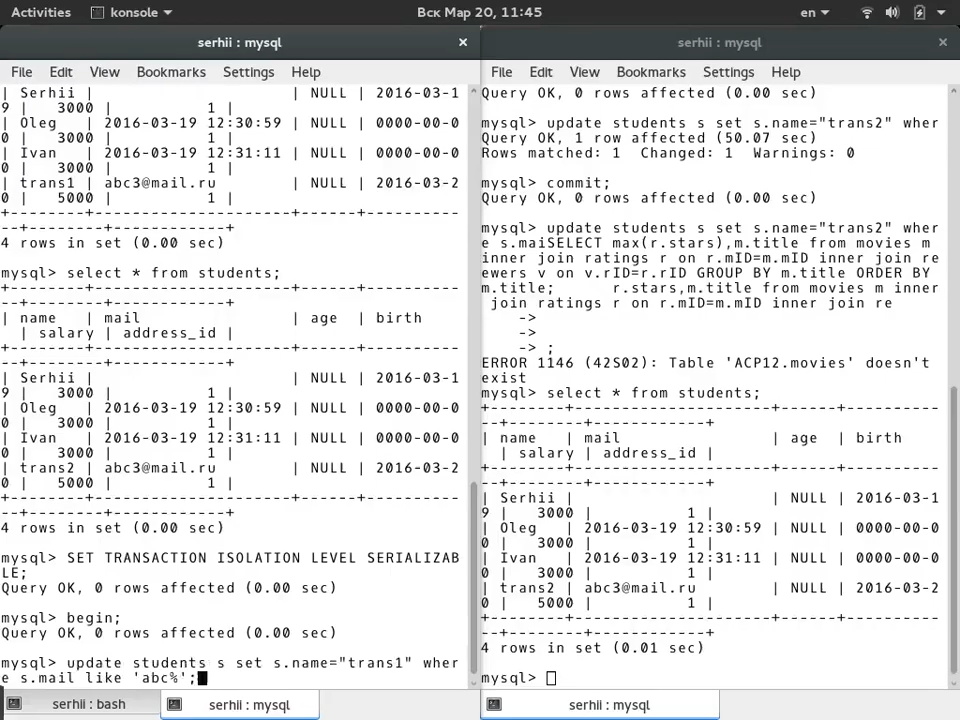 Activities konsole Вск Мар 20, 11:45 en
serhii : mysql
File Edit View Bookmarks Settings Help
| Serhii |                     | NULL | 2016-03-1
9 |   3000 |          1 |
| Oleg   | 2016-03-19 12:30:59 | NULL | 0000-00-0
0 |   3000 |          1 |
| Ivan   | 2016-03-19 12:31:11 | NULL | 0000-00-0
0 |   3000 |          1 |
| trans1 | abc3@mail.ru        | NULL | 2016-03-2
0 |   5000 |          1 |
+--------+---------------------+------+----------
--+--------+------------+
4 rows in set (0.00 sec)
mysql> select * from students;
+--------+---------------------+------+----------
--+--------+------------+
| name   | mail                | age  | birth
  | salary | address_id |
+--------+---------------------+------+----------
--+--------+------------+
| Serhii |                     | NULL | 2016-03-1
9 |   3000 |          1 |
| Oleg   | 2016-03-19 12:30:59 | NULL | 0000-00-0
0 |   3000 |          1 |
| Ivan   | 2016-03-19 12:31:11 | NULL | 0000-00-0
0 |   3000 |          1 |
| trans2 | abc3@mail.ru        | NULL | 2016-03-2
0 |   5000 |          1 |
+--------+---------------------+------+----------
--+--------+------------+
4 rows in set (0.00 sec)
mysql> SET TRANSACTION ISOLATION LEVEL SERIALIZAB
LE;
Query OK, 0 rows affected (0.00 sec)
mysql> begin;
Query OK, 0 rows affected (0.00 sec)
mysql> update students s set s.name="trans1" wher
e s.mail like 'abc%';
serhii : bash
serhii : mysql
serhii : mysql
File Edit View Bookmarks Settings Help
Query OK, 0 rows affected (0.00 sec)
mysql> update students s set s.name="trans2" wher
Query OK, 1 row affected (50.07 sec)
Rows matched: 1  Changed: 1  Warnings: 0
mysql> commit;
Query OK, 0 rows affected (0.00 sec)
mysql> update students s set s.name="trans2" wher
e s.maiSELECT max(r.stars),m.title from movies m
inner join ratings r on r.mID=m.mID inner join re
ewers v on v.rID=r.rID GROUP BY m.title ORDER BY
m.title;      r.stars,m.title from movies m inner
 join ratings r on r.mID=m.mID inner join re
    ->
    ->
    -> ;
ERROR 1146 (42S02): Table 'ACP12.movies' doesn't
exist
mysql> select * from students;
+--------+---------------------+------+----------
--+--------+------------+
| name   | mail                | age  | birth
  | salary | address_id |
+--------+---------------------+------+----------
--+--------+------------+
| Serhii |                     | NULL | 2016-03-1
9 |   3000 |          1 |
| Oleg   | 2016-03-19 12:30:59 | NULL | 0000-00-0
0 |   3000 |          1 |
| Ivan   | 2016-03-19 12:31:11 | NULL | 0000-00-0
0 |   3000 |          1 |
| trans2 | abc3@mail.ru        | NULL | 2016-03-2
0 |   5000 |          1 |
+--------+---------------------+------+----------
--+--------+------------+
4 rows in set (0.01 sec)
mysql>
serhii : mysql